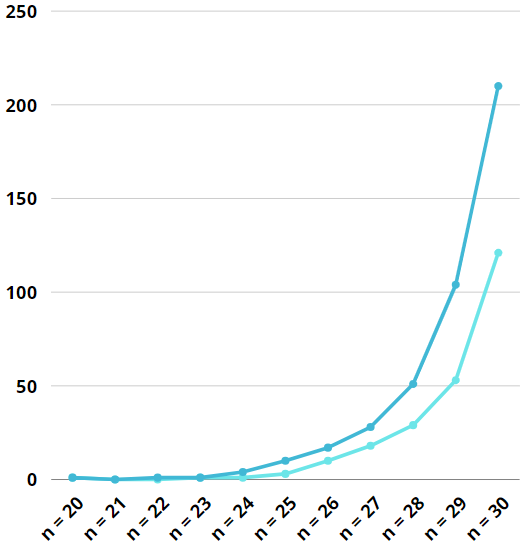 250
200
150
100
50
0
n = 20
n = 21
n = 22
n = 23
n = 24
n = 25
n = 26
n = 27
n = 28
n = 29
n = 30